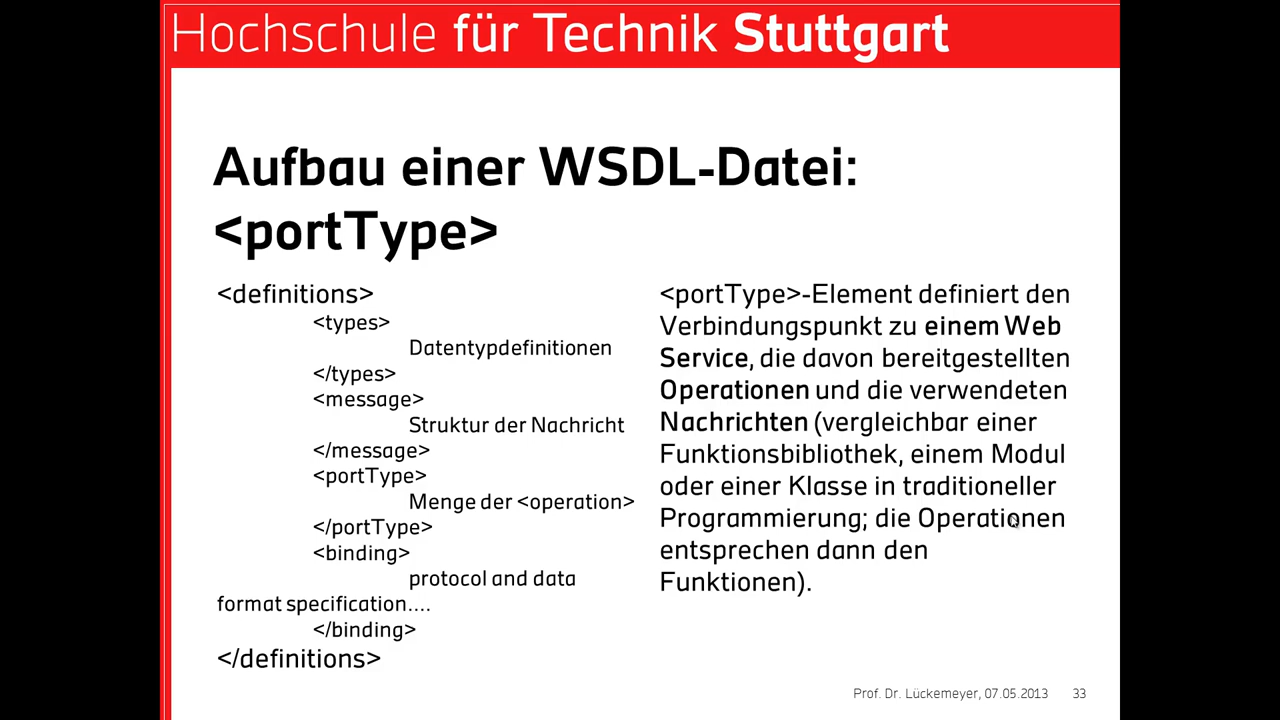 Hochschule für Technik Stuttgart
Aufbau einer WSDL-Datei:
<portType>
<definitions>
<types>
Datentypdefinitionen
</types>
<message>
Struktur der Nachricht
</message>
<portType>
Menge der <operation>
</portType>
<binding>
protocol and data
format specification....
</binding>
</definitions>
<portType>-Element definiert den
Verbindungspunkt zu einem Web
Service, die davon bereitgestellten
Operationen und die verwendeten
Nachrichten (vergleichbar einer
Funktionsbibliothek, einem Modul
oder einer Klasse in traditioneller
Programmierung; die Operationen
entsprechen dann den
Funktionen).
Prof. Dr. Lückemeyer, 07.05.2013 33